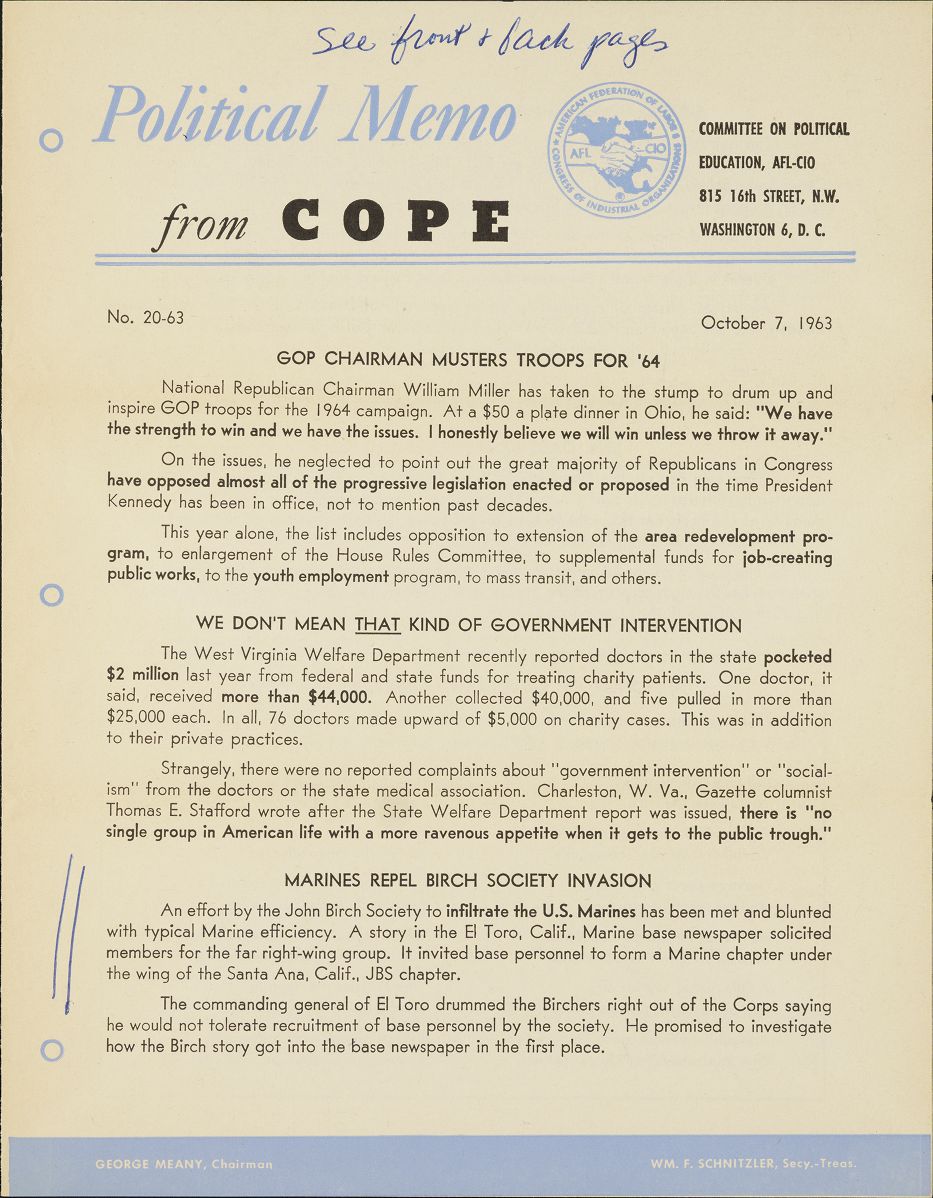 See front & back pages
Political Memo
from COPE
AMERICAN FEDERATION OF LABOR &
CONGRESS OF INDUSTRIAL ORGANIZATIONS
AFL CIO
COMMITTEE ON POLITICAL
EDUCATION, AFL-CIO
815 16th STREET, N.W.
WASHINGTON 6, D. C.
No. 20-63
October 7, 1963
GOP CHAIRMAN MUSTERS TROOPS FOR '64
National Republican Chairman William Miller has taken to the stump to drum up and
inspire GOP troops for the 1964 campaign. At a $50 a plate dinner in Ohio, he said: "We have
the strength to win and we have the issues. I honestly believe we will win unless we throw it away."
On the issues, he neglected to point out the great majority of Republicans in Congress
have opposed almost all of the progressive legislation enacted or proposed in the time President
Kennedy has been in office, not to mention past decades.
This year alone, the list includes opposition to extension of the area redevelopment pro-
gram, to enlargement of the House Rules Committee, to supplemental funds for job-creating
public works, to the youth employment program, to mass transit, and others.
WE DON'T MEAN THAT KIND OF GOVERNMENT INTERVENTION
The West Virginia Welfare Department recently reported doctors in the state pocketed
$2 million last year from federal and state funds for treating charity patients. One doctor, it
said, received more than $44,000. Another collected $40,000, and five pulled in more than
$25,000 each. In all, 76 doctors made upward of $5,000 on charity cases. This was in addition
to their private practices.
Strangely, there were no reported complaints about "government intervention" or "social-
ism" from the doctors or the state medical association. Charleston, W. Va., Gazette columnist
Thomas E. Stafford wrote after the State Welfare Department report was issued, there is "no
single group in American life with a more ravenous appetite when it gets to the public trough."
MARINES REPEL BIRCH SOCIETY INVASION
An effort by the John Birch Society to infiltrate the U.S. Marines has been met and blunted
with typical Marine efficiency. A story in the El Toro, Calif., Marine base newspaper solicited
members for the far right-wing group. It invited base personnel to form a Marine chapter under
the wing of the Santa Ana, Calif., JBS chapter.
The commanding general of El Toro drummed the Birchers right out of the Corps saying
he would not tolerate recruitment of base personnel by the society. He promised to investigate
how the Birch story got into the base newspaper in the first place.
GEORGE MEANY, Chairman
WM. F. SCHNITZLER, Secy.-Treas.